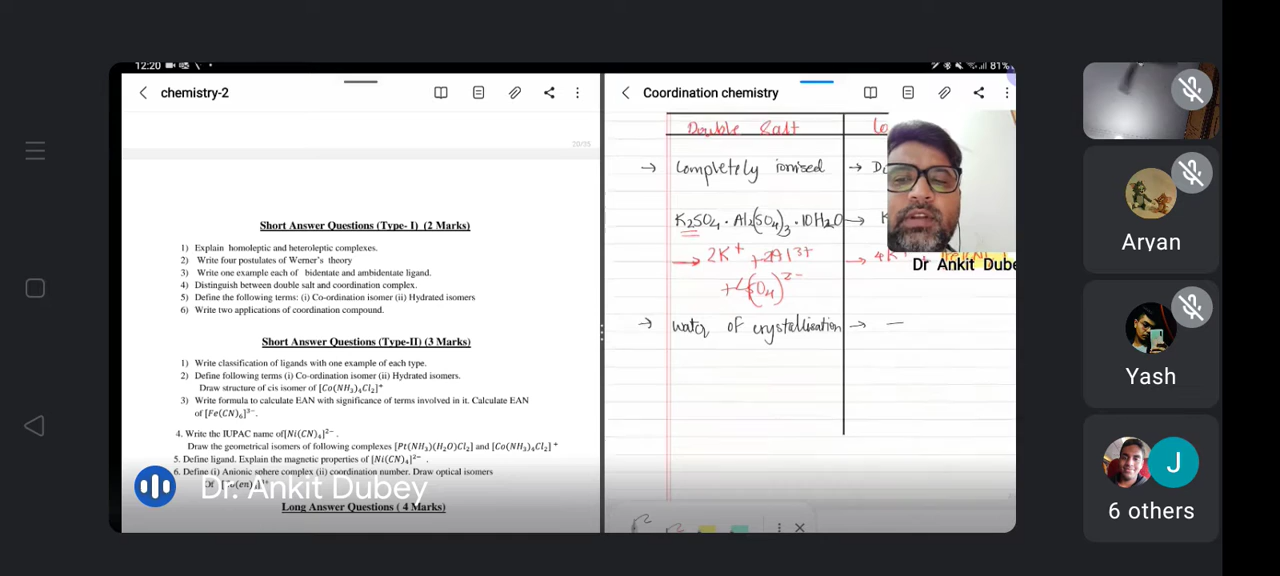 12:20
81%
chemistry-2
20/35
Short Answer Questions (Type- I) (2 Marks)
1) Explain homoleptic and heteroleptic complexes.
2) Write four postulates of Werner's theory
3) Write one example each of bidentate and ambidentate ligand.
4) Distinguish between double salt and coordination complex.
5) Define the following terms: (i) Co-ordination isomer (ii) Hydrated isomers
6) Write two applications of coordination compound.
Short Answer Questions (Type-II) (3 Marks)
1) Write classification of ligands with one example of each type.
2) Define following terms (i) Co-ordination isomer (ii) Hydrated isomers.
Draw structure of cis isomer of [Co(NH₃)₄Cl₂]⁺
3) Write formula to calculate EAN with significance of terms involved in it. Calculate EAN
of [Fe(CN)₆]³⁻.
4. Write the IUPAC name of[Ni(CN)₄]²⁻ .
Draw the geometrical isomers of following complexes [Pt(NH₃)(H₂O)Cl₂] and [Co(NH₃)₄Cl₂]⁺
5. Define ligand. Explain the magnetic properties of [Ni(CN)₄]²⁻
6. Define (i) Anionic sphere complex (ii) coordination number. Draw optical isomers
Of
Dr. Ankit Dubey
Long Answer Questions ( 4 Marks)
Coordination chemistry
Double Salt
→ Completely ionised →
K₂SO₄ · Al₂(SO₄)₃ · 10H₂O → K
→ 2K⁺ + 2Al³⁺ → 4K⁺
+4(SO₄)²⁻
→ water of crystallisation → —
Dr Ankit Dube
Aryan
Yash
J
6 others